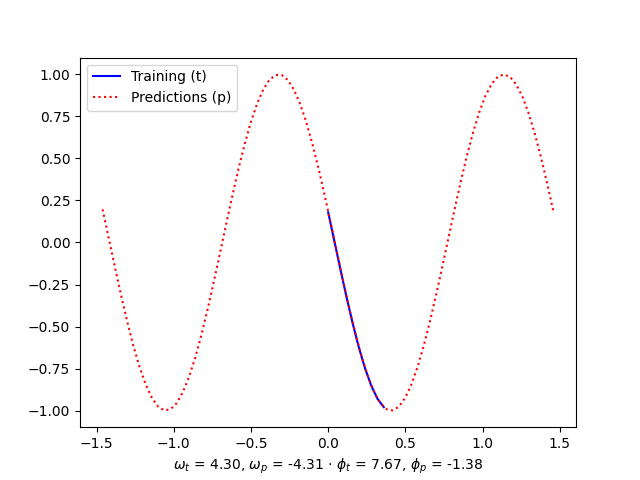 Training (t)
Predictions (p)
1.00
0.75
0.50
0.25
0.00
−0.25
−0.50
−0.75
−1.00
−1.5 −1.0 −0.5 0.0 0.5 1.0 1.5
ωt = 4.30, ωp = -4.31 · ϕt = 7.67, ϕp = -1.38